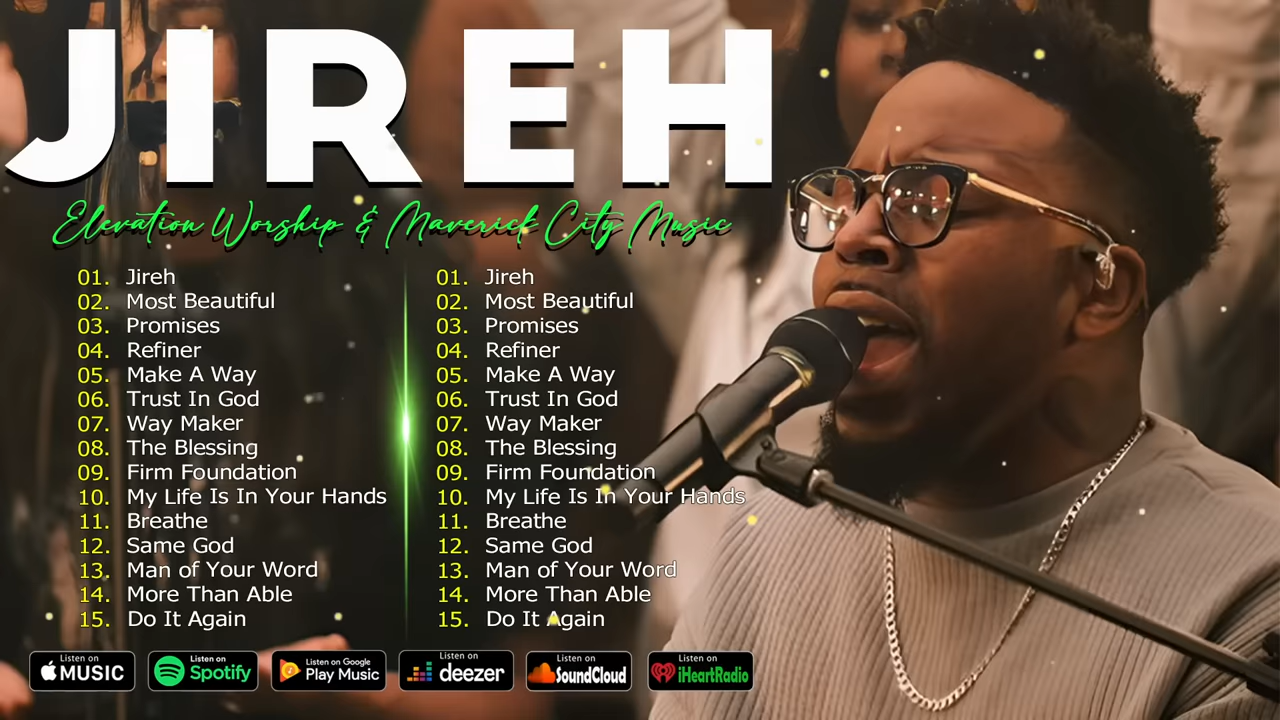 JIREH
Elevation Worship & Maverick City Music
01. Jireh
02. Most Beautiful
03. Promises
04. Refiner
05. Make A Way
06. Trust In God
07. Way Maker
08. The Blessing
09. Firm Foundation
10. My Life Is In Your Hands
11. Breathe
12. Same God
13. Man of Your Word
14. More Than Able
15. Do It Again
01. Jireh
02. Most Beautiful
03. Promises
04. Refiner
05. Make A Way
06. Trust In God
07. Way Maker
08. The Blessing
09. Firm Foundation
10. My Life Is In Your Hands
11. Breathe
12. Same God
13. Man of Your Word
14. More Than Able
15. Do It Again
Listen on
MUSIC
Listen on
Spotify
Listen on Google
Play Music
Listen on
deezer
Listen on
SoundCloud
Listen on
iHeartRadio